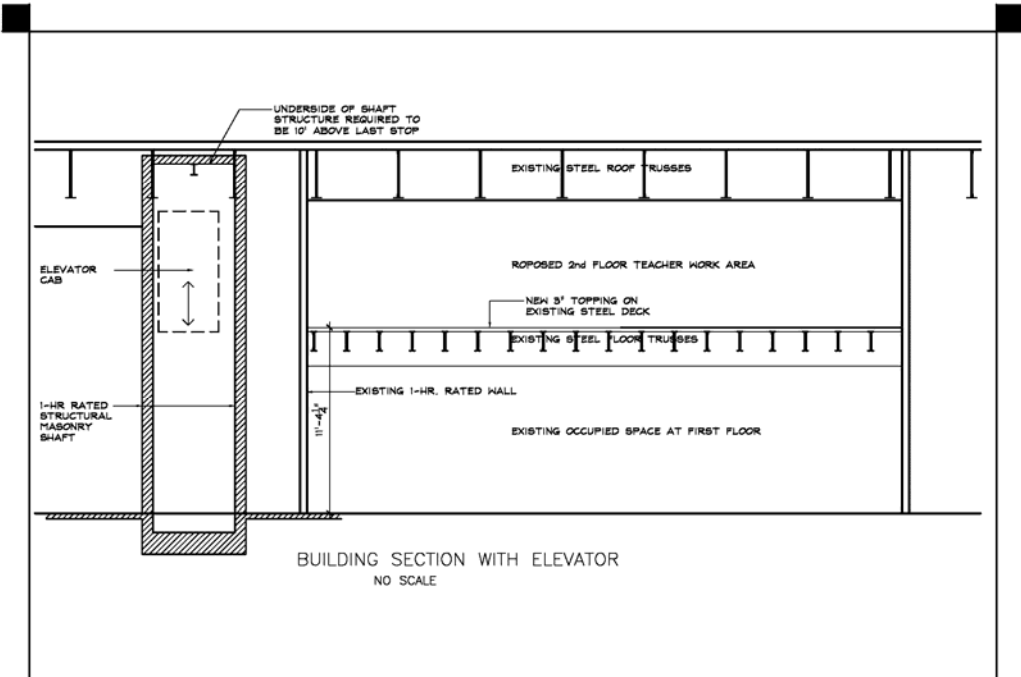 UNDERSIDE OF SHAFT
STRUCTURE REQUIRED TO
BE 10' ABOVE LAST STOP
EXISTING STEEL ROOF TRUSSES
ELEVATOR
CAB
ROPOSED 2nd FLOOR TEACHER WORK AREA
NEW 3" TOPPING ON
EXISTING STEEL DECK
EXISTING STEEL FLOOR TRUSSES
EXISTING 1-HR. RATED WALL
1-HR RATED
STRUCTURAL
MASONRY
SHAFT
11'-4½"
EXISTING OCCUPIED SPACE AT FIRST FLOOR
BUILDING SECTION WITH ELEVATOR
NO SCALE